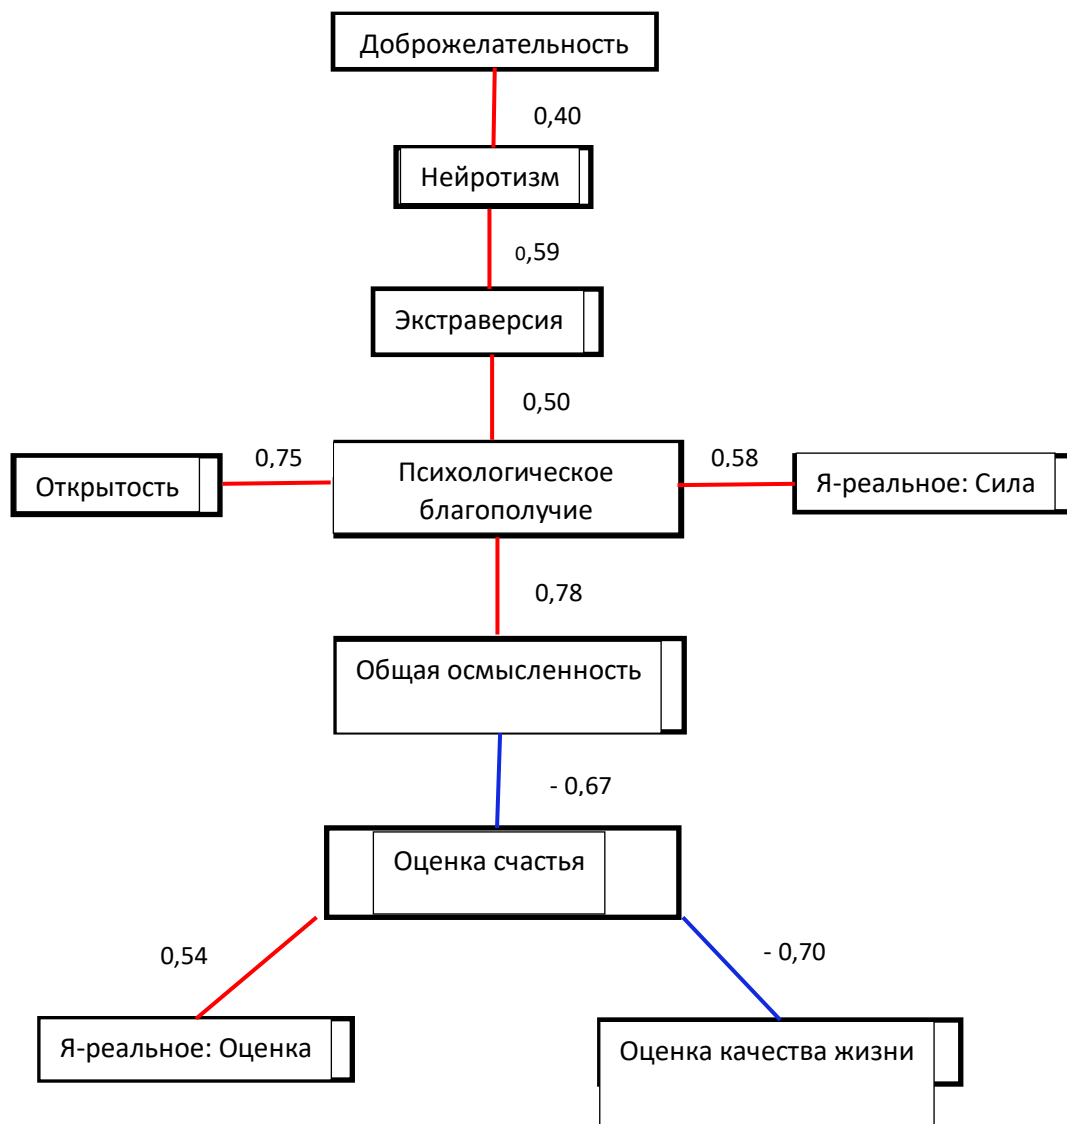 Доброжелательность
0,40
Нейротизм
0,59
Экстраверсия
0,50
Открытость
0,75
Психологическое
благополучие
0,58
Я-реальное: Сила
0,78
Общая осмысленность
- 0,67
Оценка счастья
0,54
- 0,70
Я-реальное: Оценка
Оценка качества жизни